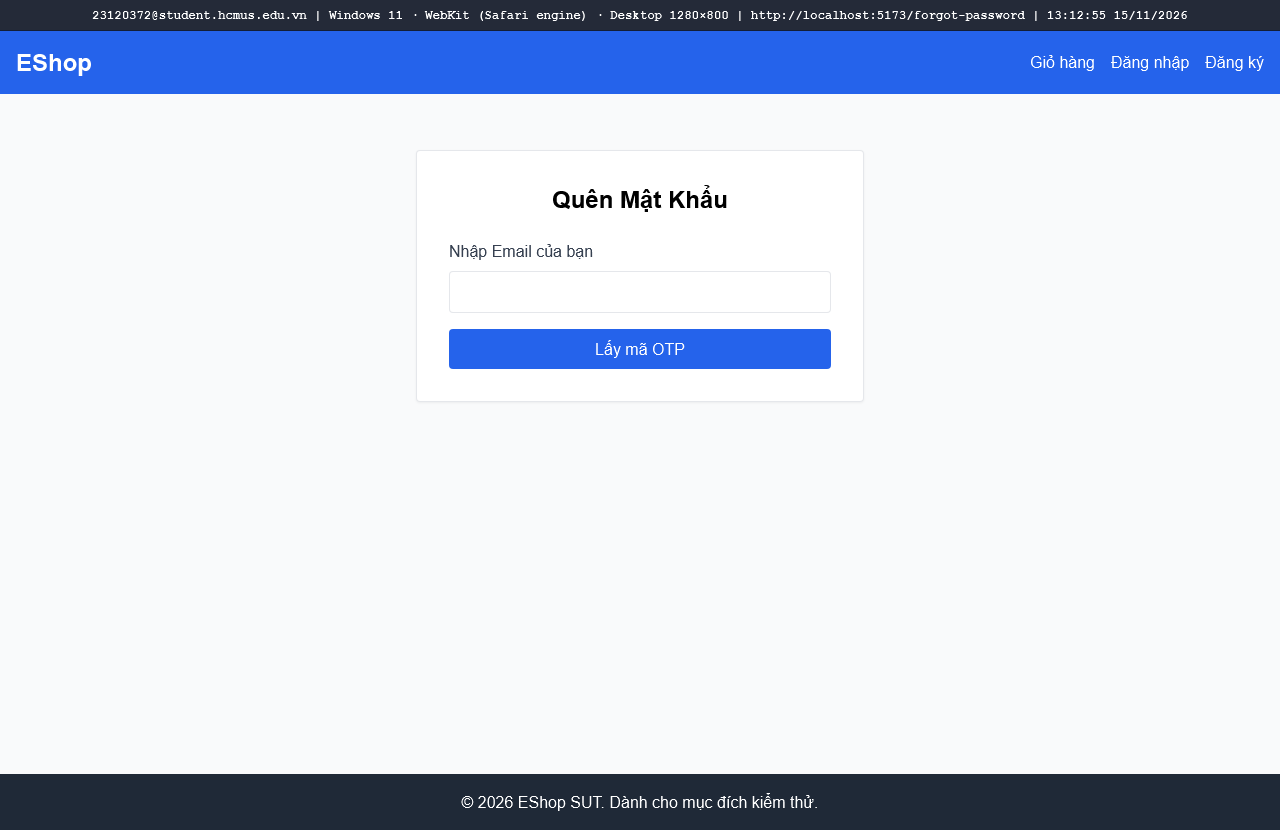 23120372@student.hcmus.edu.vn | Windows 11 · WebKit (Safari engine) · Desktop 1280×800 | http://localhost:5173/forgot-password | 13:12:55 15/11/2026
EShop
Giỏ hàng Đăng nhập Đăng ký
Quên Mật Khẩu
Nhập Email của bạn
Lấy mã OTP
© 2026 EShop SUT. Dành cho mục đích kiểm thử.